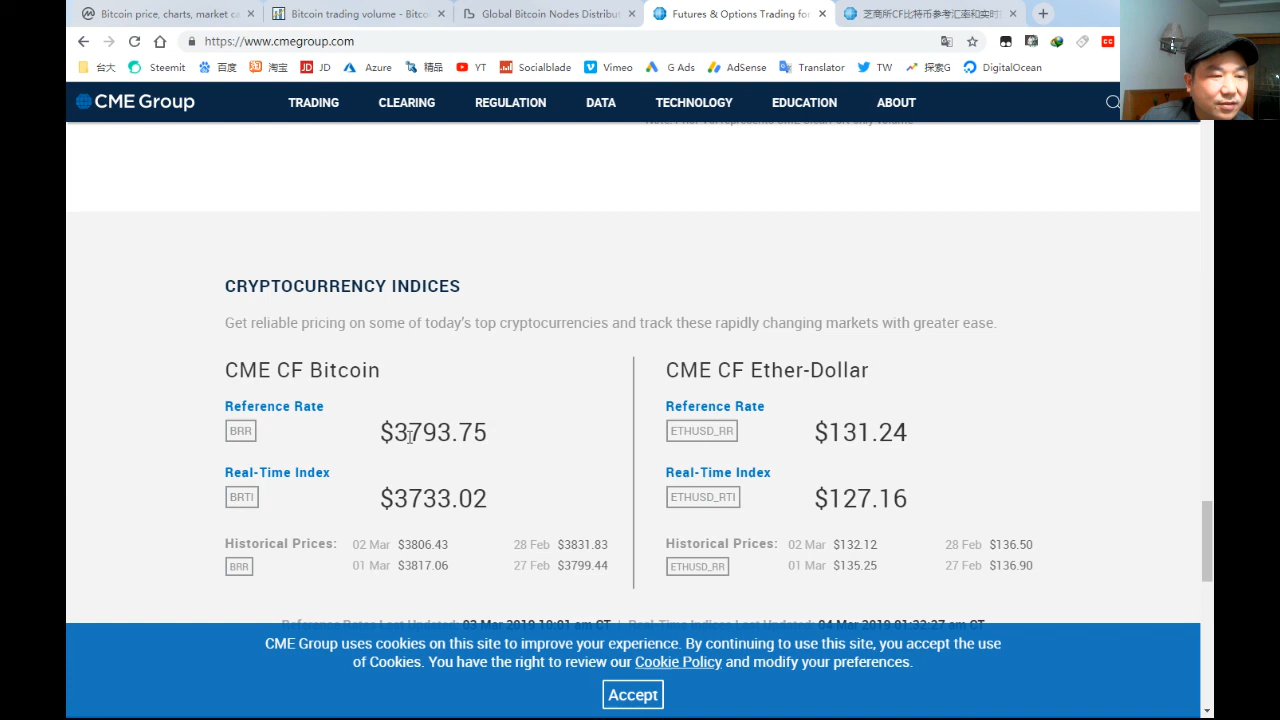 Bitcoin price, charts, market ca
Bitcoin trading volume - Bitco
Global Bitcoin Nodes Distribut
Futures & Options Trading for
芝商所CF比特币参考汇率和实时
https://www.cmegroup.com
台大 Steemit 百度 淘宝 JD Azure 精品 YT Socialblade Vimeo G Ads AdSense Translator TW 探索G DigitalOcean
CME Group TRADING CLEARING REGULATION DATA TECHNOLOGY EDUCATION ABOUT
CRYPTOCURRENCY INDICES
Get reliable pricing on some of today's top cryptocurrencies and track these rapidly changing markets with greater ease.
CME CF Bitcoin
Reference Rate
BRR $3793.75
Real-Time Index
BRTI $3733.02
Historical Prices: 02 Mar $3806.43 28 Feb $3831.83
BRR 01 Mar $3817.06 27 Feb $3799.44
CME CF Ether-Dollar
Reference Rate
ETHUSD_RR $131.24
Real-Time Index
ETHUSD_RTI $127.16
Historical Prices: 02 Mar $132.12 28 Feb $136.50
ETHUSD_RR 01 Mar $135.25 27 Feb $136.90
CME Group uses cookies on this site to improve your experience. By continuing to use this site, you accept the use
of Cookies. You have the right to review our Cookie Policy and modify your preferences.
Accept